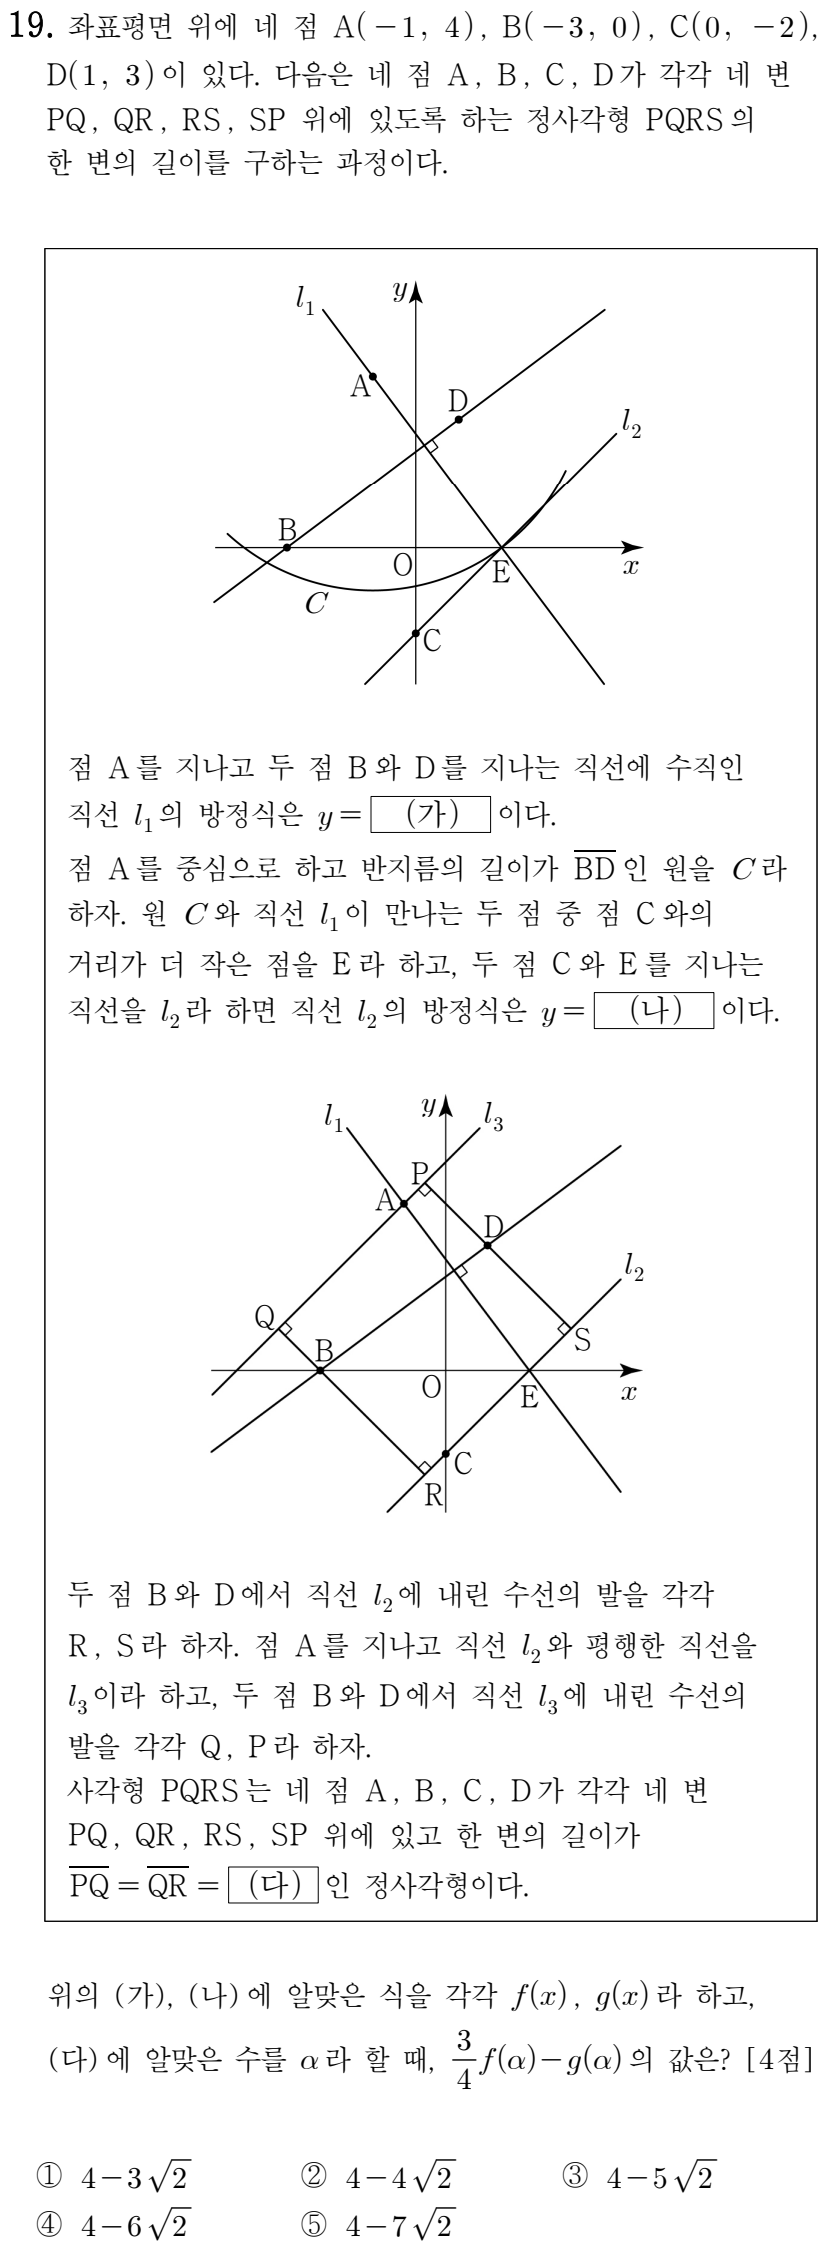 19. 좌표평면 위에 네 점 A(−1, 4), B(−3, 0), C(0, −2),
D(1, 3)이 있다. 다음은 네 점 A, B, C, D가 각각 네 변
PQ, QR, RS, SP 위에 있도록 하는 정사각형 PQRS의
한 변의 길이를 구하는 과정이다.
l₁
y
A
D
l₂
B
O
E
x
C
C
점 A를 지나고 두 점 B와 D를 지나는 직선에 수직인
직선 l₁의 방정식은 y= (가) 이다.
점 A를 중심으로 하고 반지름의 길이가 B̅D̅인 원을 C라
하자. 원 C와 직선 l₁이 만나는 두 점 중 점 C와의
거리가 더 작은 점을 E라 하고, 두 점 C와 E를 지나는
직선을 l₂라 하면 직선 l₂의 방정식은 y= (나) 이다.
l₁
y
l₃
P
A
D
l₂
Q
B
S
O
E
x
C
R
두 점 B와 D에서 직선 l₂에 내린 수선의 발을 각각
R, S라 하자. 점 A를 지나고 직선 l₂와 평행한 직선을
l₃이라 하고, 두 점 B와 D에서 직선 l₃에 내린 수선의
발을 각각 Q, P라 하자.
사각형 PQRS는 네 점 A, B, C, D가 각각 네 변
PQ, QR, RS, SP 위에 있고 한 변의 길이가
P̅Q̅=Q̅R̅= (다) 인 정사각형이다.
위의 (가), (나)에 알맞은 식을 각각 f(x), g(x)라 하고,
(다)에 알맞은 수를 α라 할 때, 3/4 f(α)−g(α)의 값은? [4점]
① 4−3√2 ② 4−4√2 ③ 4−5√2
④ 4−6√2 ⑤ 4−7√2